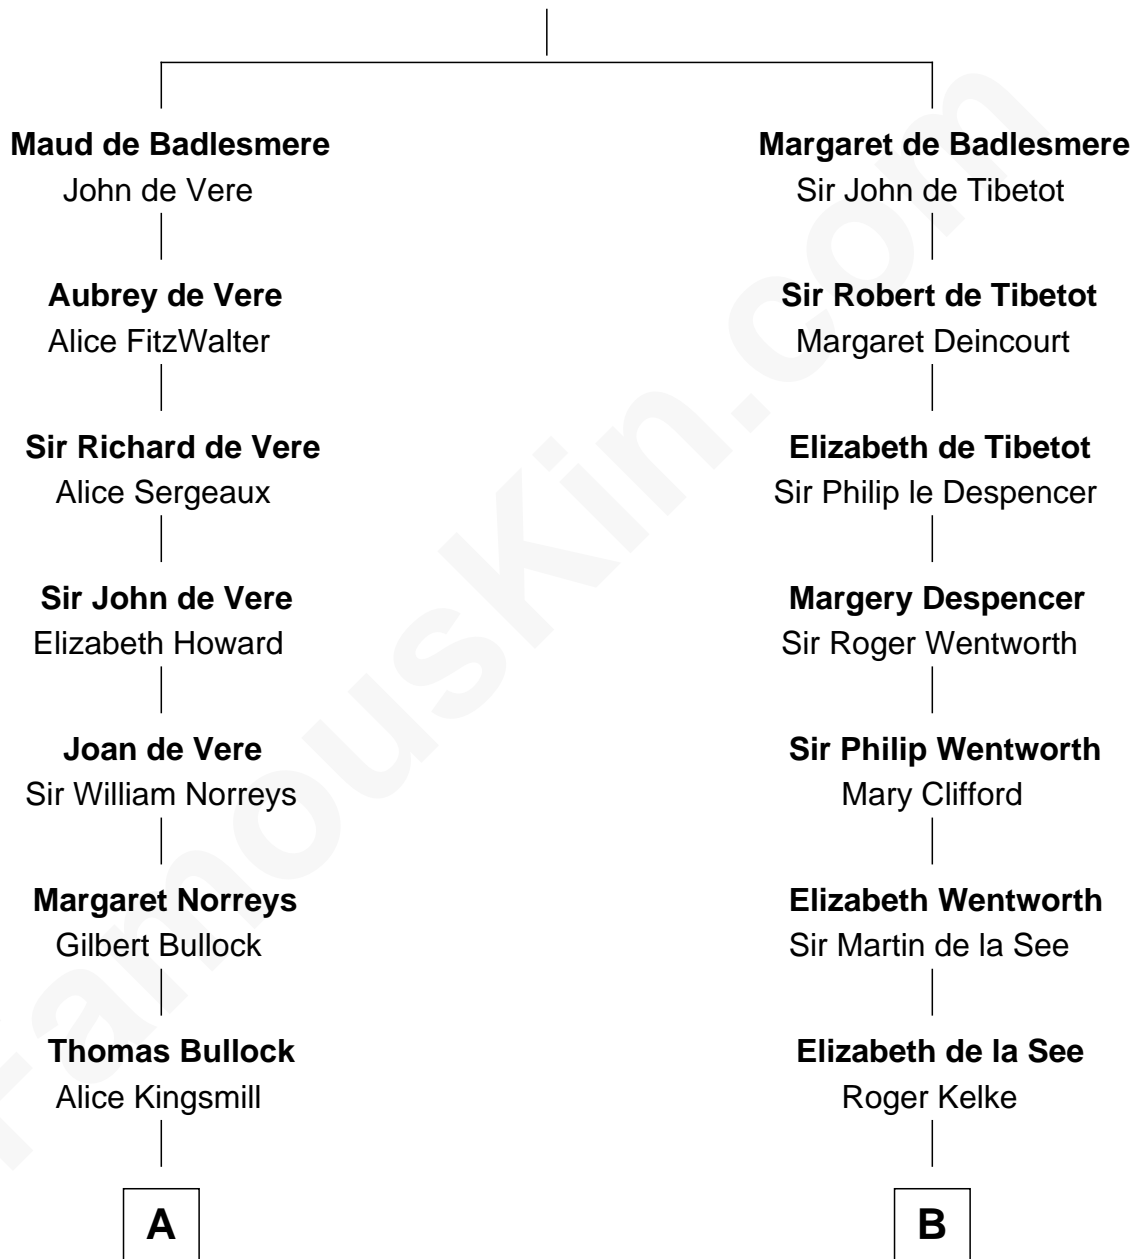 Maud de Badlesmere
John de Vere
Margaret de Badlesmere
Sir John de Tibetot
Aubrey de Vere
Alice FitzWalter
Sir Robert de Tibetot
Margaret Deincourt
Sir Richard de Vere
Alice Sergeaux
Elizabeth de Tibetot
Sir Philip le Despencer
Sir John de Vere
Elizabeth Howard
Margery Despencer
Sir Roger Wentworth
Joan de Vere
Sir William Norreys
Sir Philip Wentworth
Mary Clifford
Margaret Norreys
Gilbert Bullock
Elizabeth Wentworth
Sir Martin de la See
Thomas Bullock
Alice Kingsmill
Elizabeth de la See
Roger Kelke
A
B
FamousKin.com